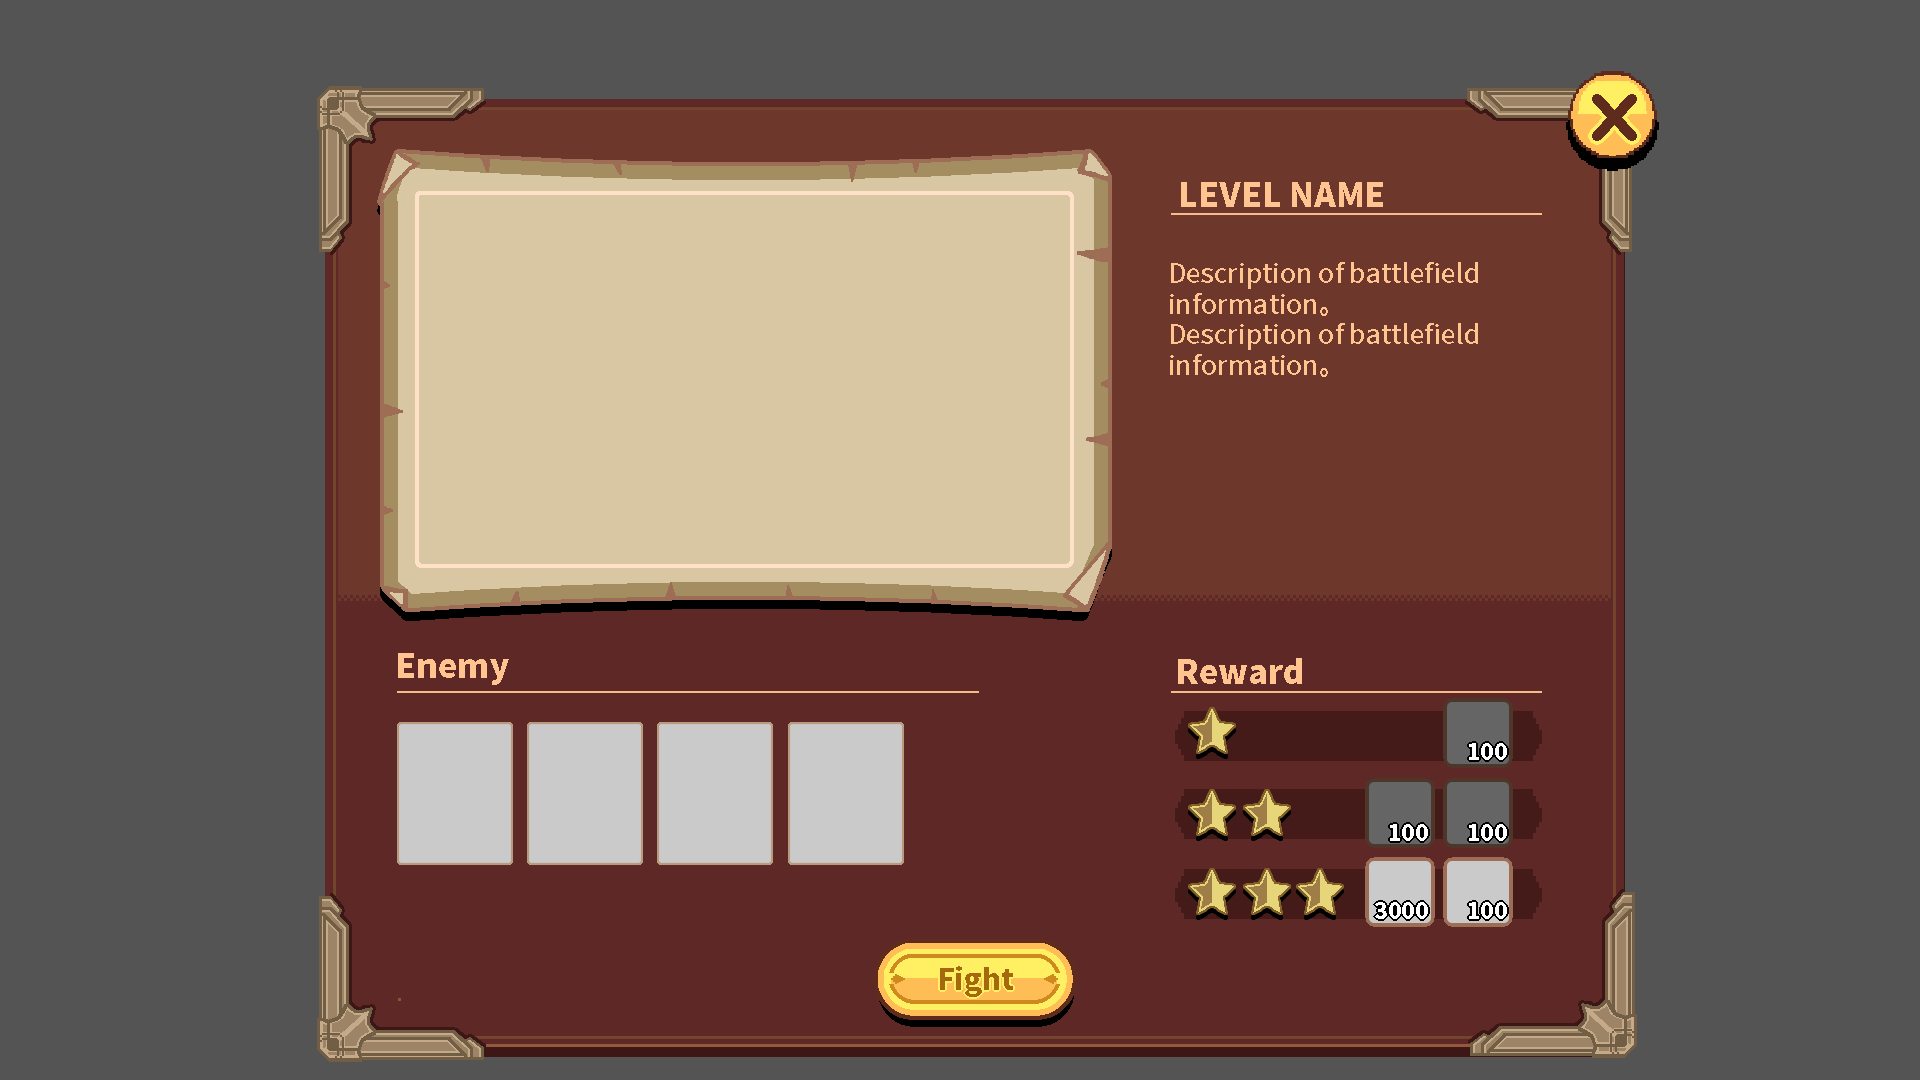 LEVEL NAME
Description of battlefield
information。
Description of battlefield
information。
Enemy
Reward
100
100 100
3000 100
Fight